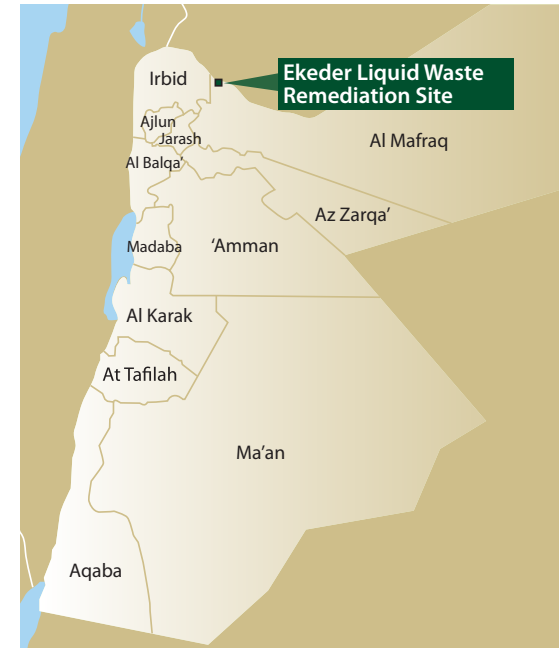 Ekeder Liquid Waste
Remediation Site
Irbid
Ajlun
Jarash
Al Mafraq
Al Balqa’
Az Zarqa’
Madaba
‘Amman
Al Karak
At Tafilah
Ma’an
Aqaba